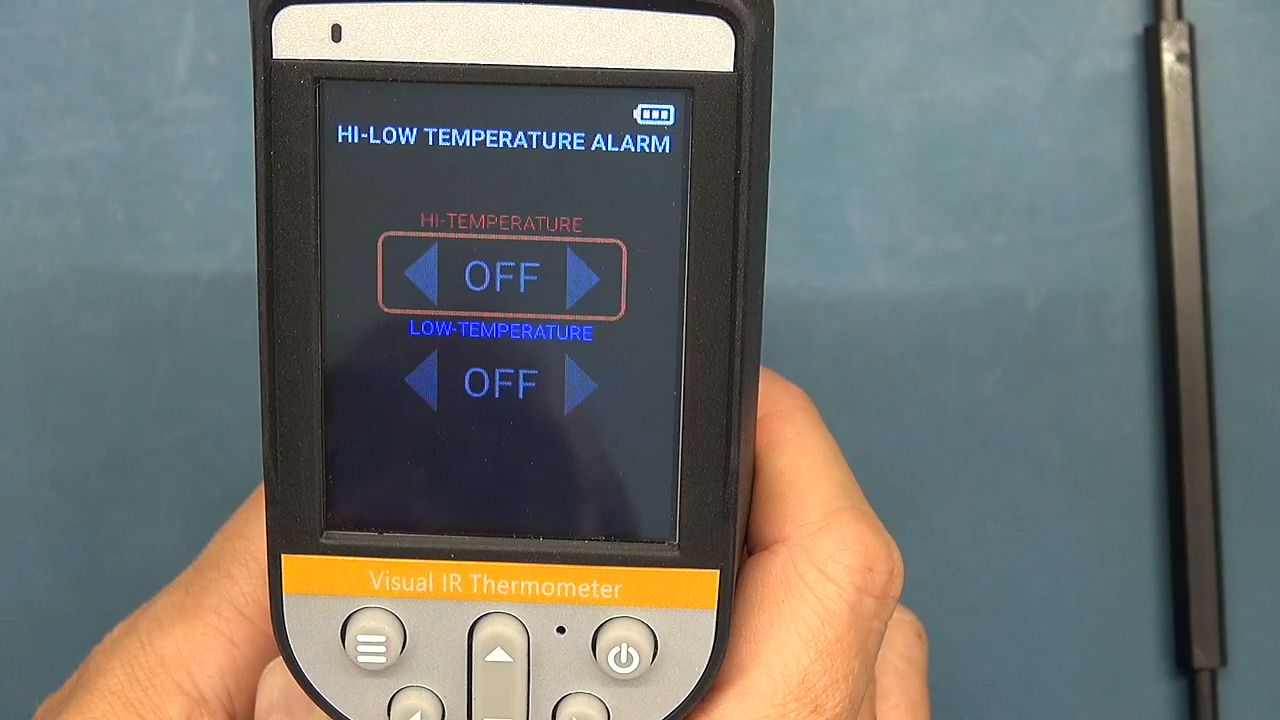 HI-LOW TEMPERATURE ALARM
HI-TEMPERATURE
OFF
LOW-TEMPERATURE
OFF
Visual IR Thermometer